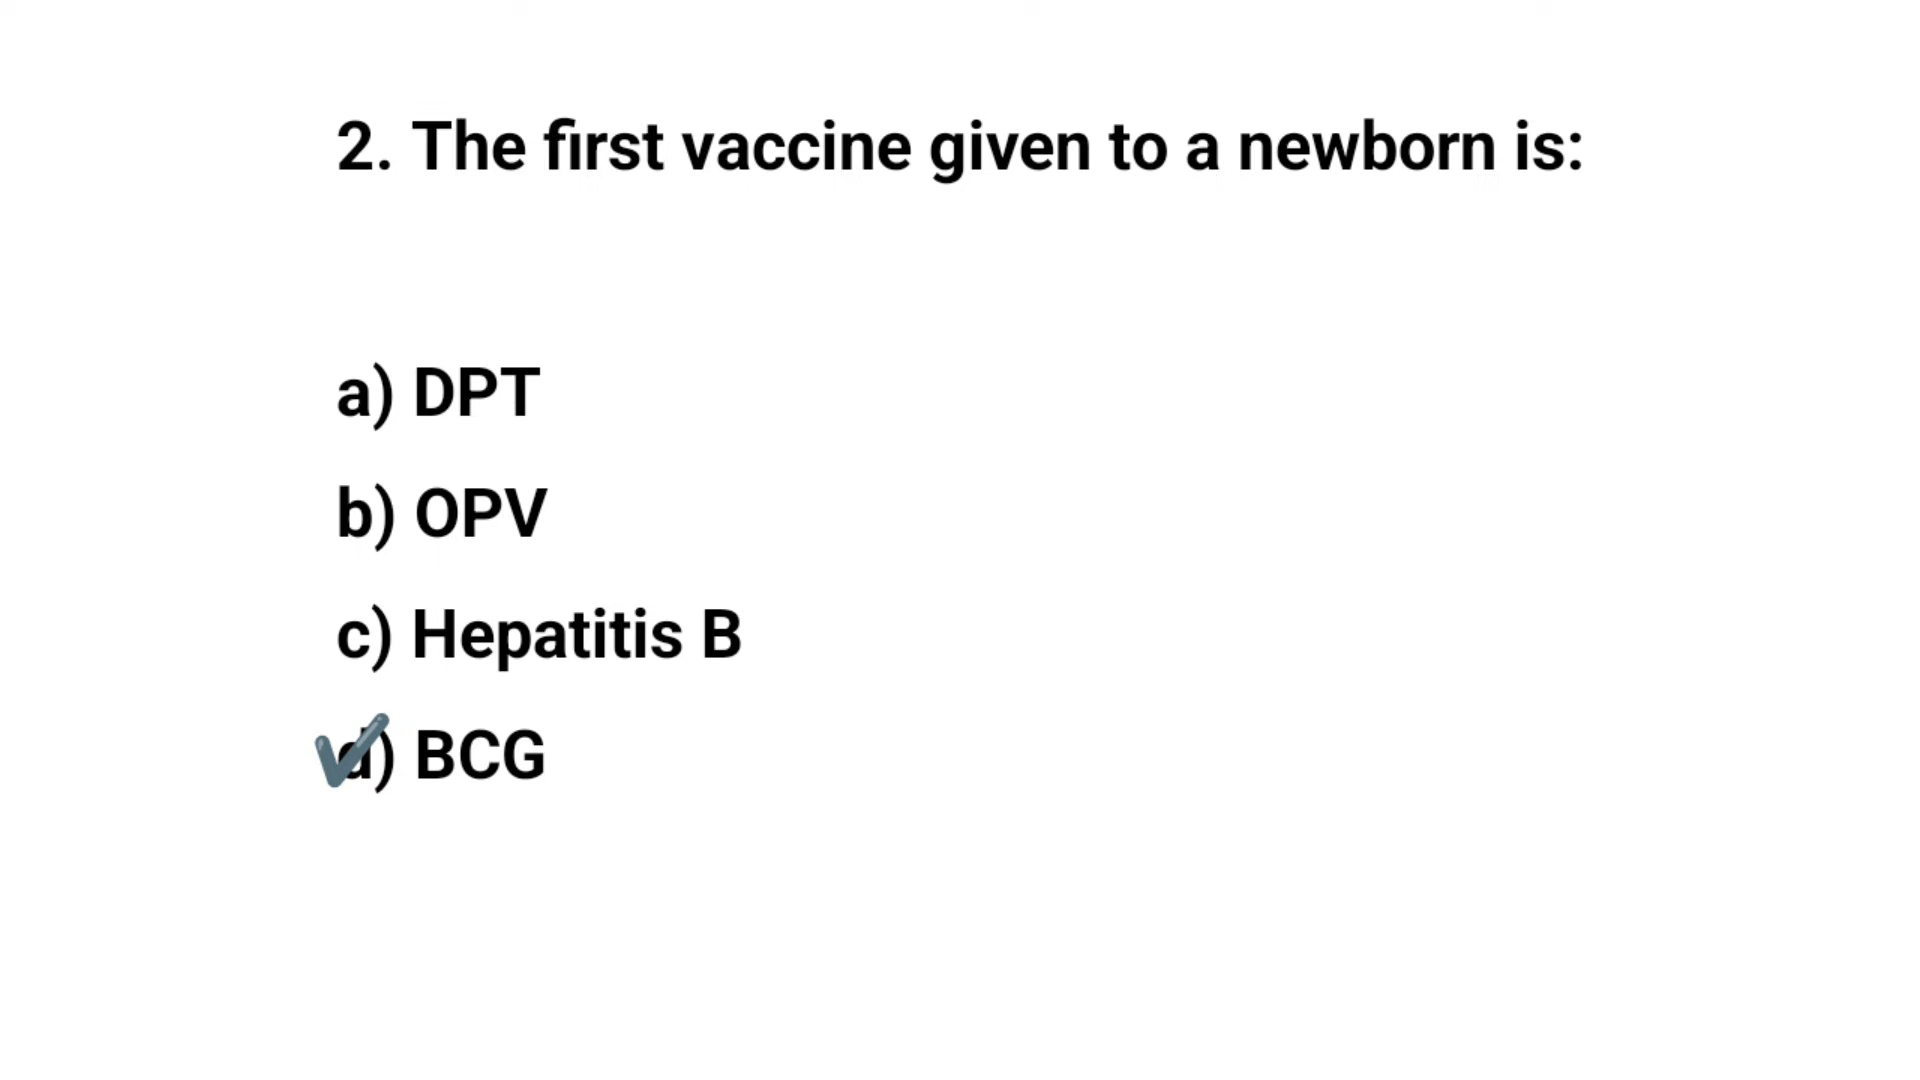 2. The first vaccine given to a newborn is:
a) DPT
b) OPV
c) Hepatitis B
d) BCG